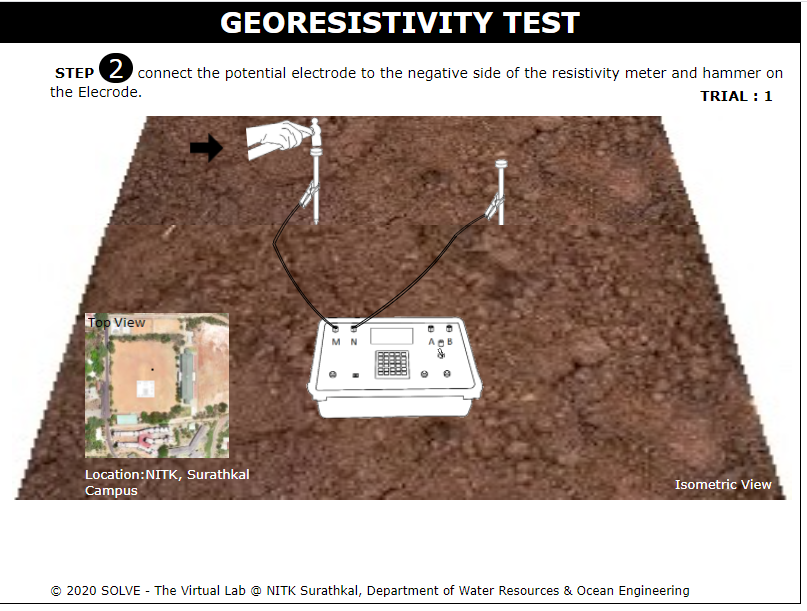 GEORESISTIVITY TEST
STEP 2 connect the potential electrode to the negative side of the resistivity meter and hammer on
the Elecrode.
TRIAL : 1
M N A B
Top View
Location:NITK, Surathkal
Campus
Isometric View
© 2020 SOLVE - The Virtual Lab @ NITK Surathkal, Department of Water Resources & Ocean Engineering